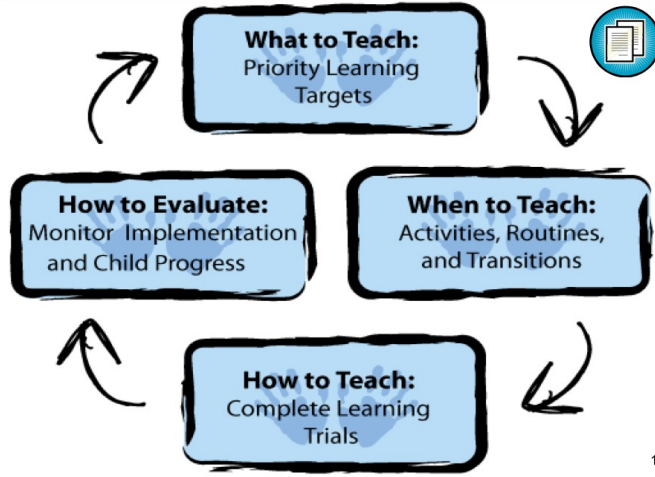 What to Teach:
Priority Learning
Targets
When to Teach:
Activities, Routines,
and Transitions
How to Teach:
Complete Learning
Trials
How to Evaluate:
Monitor Implementation
and Child Progress
1